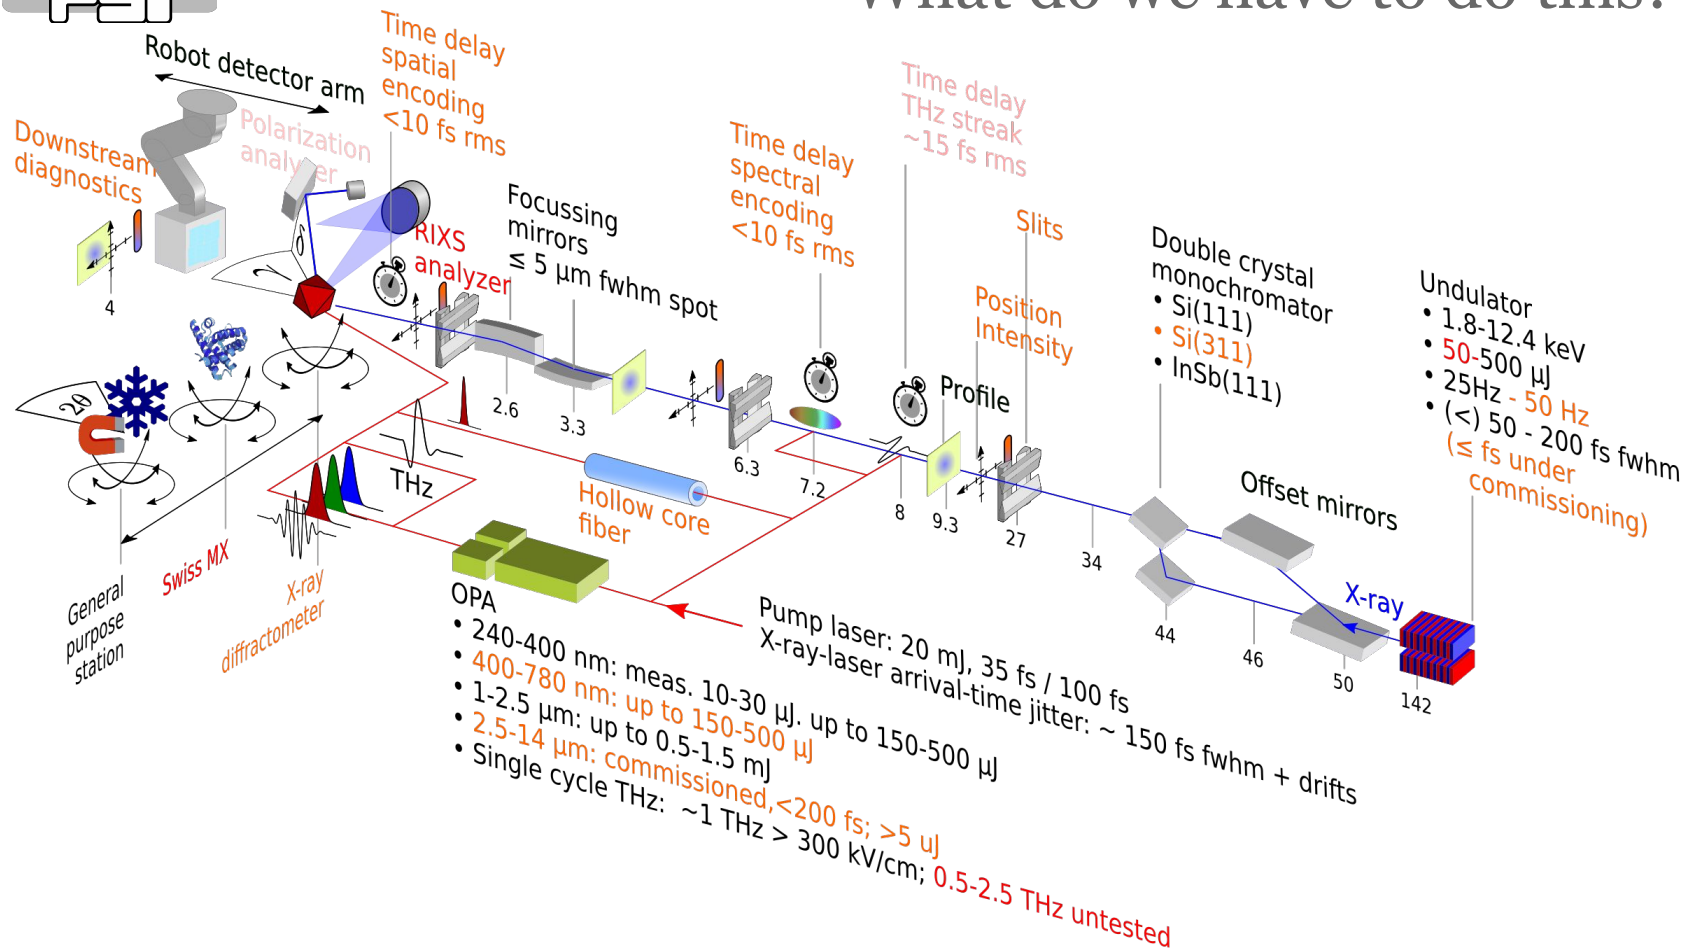 PSI
What do we have to do this?
Robot detector arm
Time delay
spatial
encoding
<10 fs rms
Downstream
diagnostics
Polarization
analyzer
4
γ
δ
RIXS
analyzer
Focussing
mirrors
≤ 5 µm fwhm spot
Time delay
spectral
encoding
<10 fs rms
Time delay
THz streak
~15 fs rms
Slits
Position
Intensity
Profile
Double crystal
monochromator
• Si(111)
• Si(311)
• InSb(111)
Undulator
• 1.8-12.4 keV
• 50-500 µJ
• 25Hz - 50 Hz
• (<) 50 - 200 fs fwhm
(≤ fs under
commissioning)
Offset mirrors
X-ray
2.6
3.3
6.3
7.2
8
9.3
27
34
44
46
50
142
2θ
THz
Hollow core
fiber
General
purpose
station
Swiss MX
X-ray
diffractometer
OPA
• 240-400 nm: meas. 10-30 µJ. up to 150-500 µJ
• 400-780 nm: up to 150-500 µJ
• 1-2.5 µm: up to 0.5-1.5 mJ
• 2.5-14 µm: commissioned,<200 fs; >5 uJ
• Single cycle THz: ~1 THz > 300 kV/cm; 0.5-2.5 THz untested
Pump laser: 20 mJ, 35 fs / 100 fs
X-ray-laser arrival-time jitter: ~ 150 fs fwhm + drifts